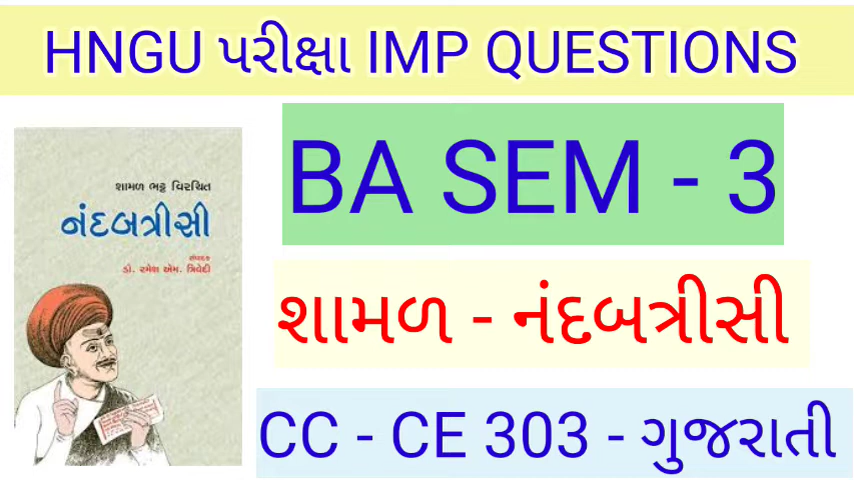 HNGU પરીક્ષા IMP QUESTIONS
શામળ ભટ્ટ વિરચિત
નંદબત્રીસી
સંપાદક
ડો. રમેશ એમ. ત્રિવેદી
BA SEM - 3
શામળ - નંદબત્રીસી
CC - CE 303 - ગુજરાતી